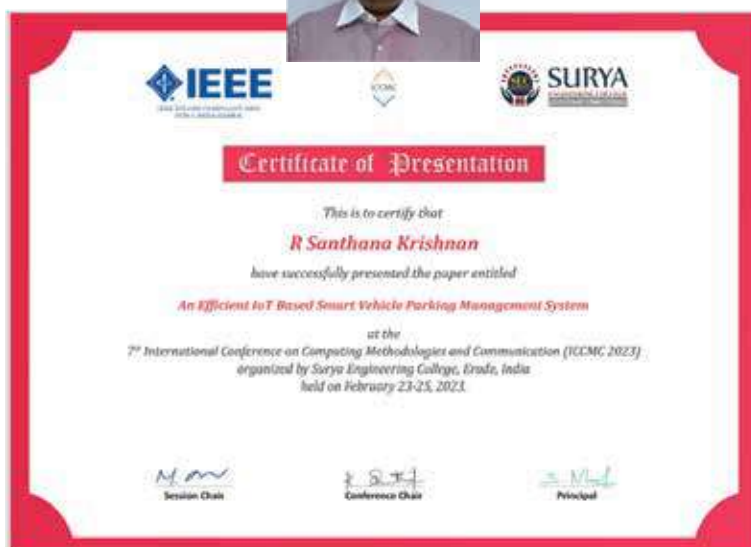 IEEE
ICCMC
SURYA
ENGINEERING COLLEGE
Certificate of Presentation
This is to certify that
R Santhana Krishnan
have successfully presented the paper entitled
An Efficient IoT Based Smart Vehicle Parking Management System
at the
7th International Conference on Computing Methodologies and Communication (ICCMC 2023)
organized by Surya Engineering College, Erode, India
held on February 23-25, 2023.
Session Chair
Conference Chair
Principal